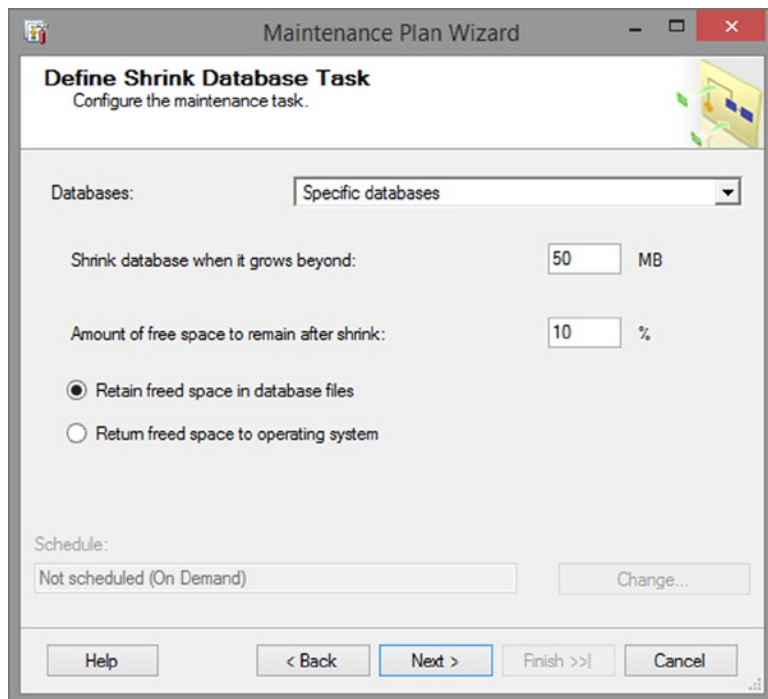 Maintenance Plan Wizard
Define Shrink Database Task
Configure the maintenance task.
Databases: Specific databases
Shrink database when it grows beyond: 50 MB
Amount of free space to remain after shrink: 10 %
Retain freed space in database files
Return freed space to operating system
Schedule:
Not scheduled (On Demand) Change...
Help < Back Next > Finish >>| Cancel